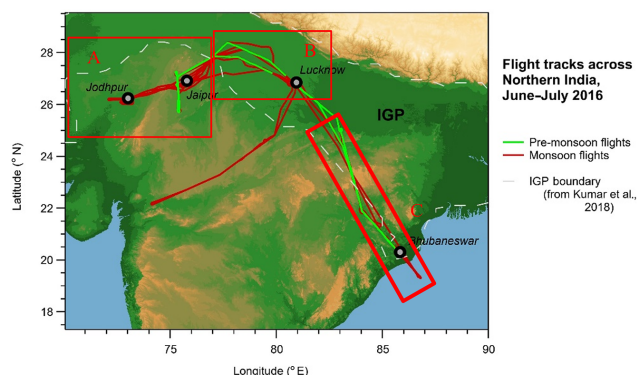 28
26
24
22
20
18
Latitude (° N)
A
B
C
Jodhpur
Jaipur
Lucknow
IGP
Bhubaneswar
75
80
85
90
Longitude (° E)
Flight tracks across
Northern India,
June–July 2016
Pre-monsoon flights
Monsoon flights
IGP boundary
(from Kumar et al.,
2018)